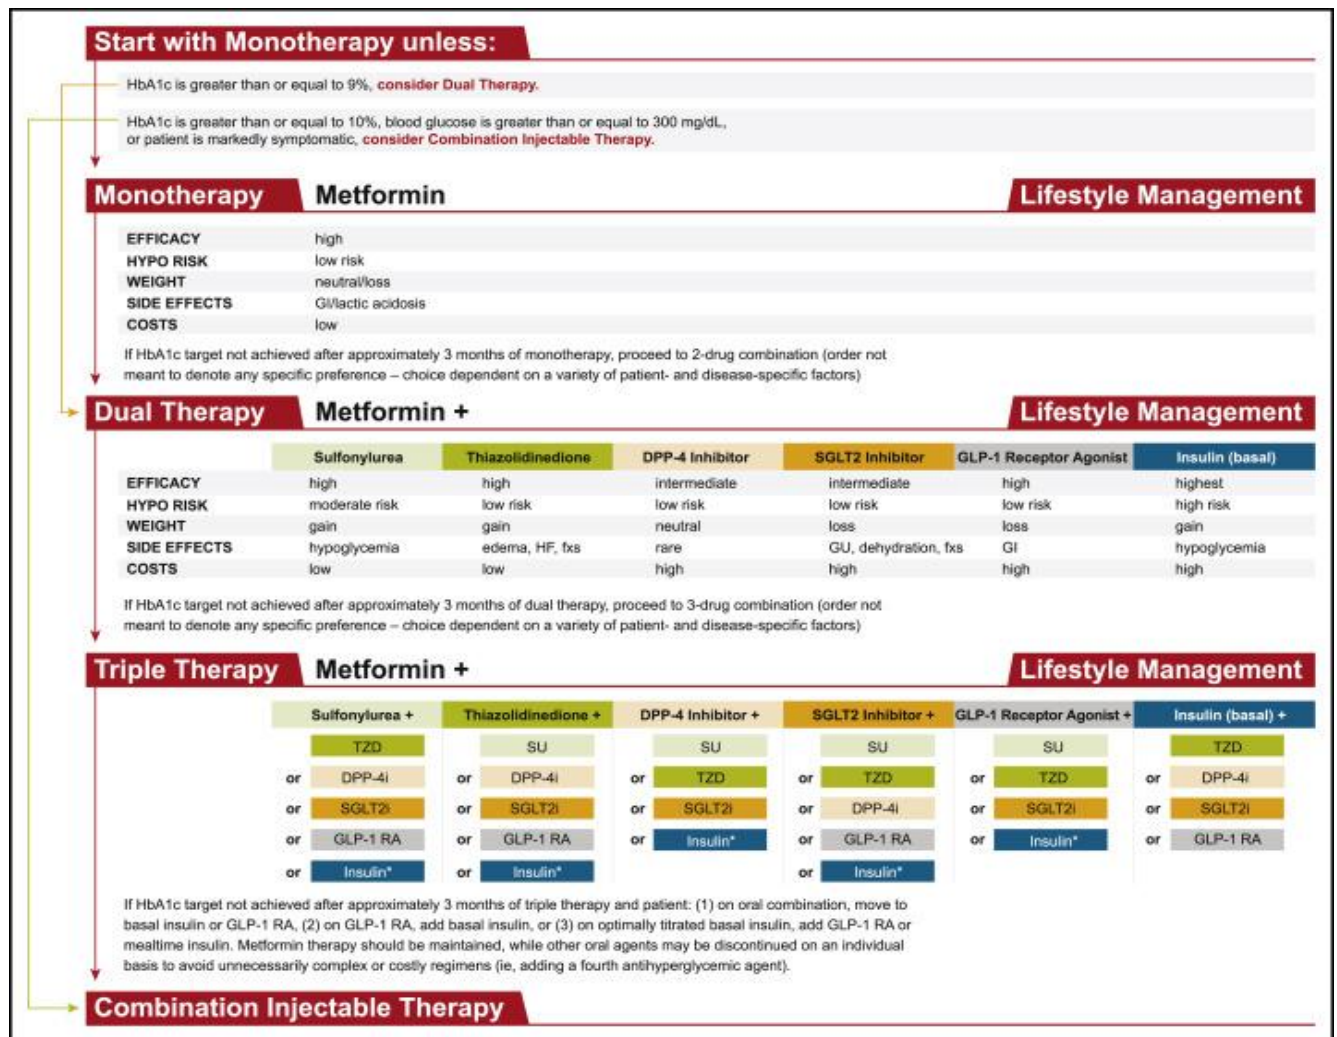 Start with Monotherapy unless:
HbA1c is greater than or equal to 9%, consider Dual Therapy.
HbA1c is greater than or equal to 10%, blood glucose is greater than or equal to 300 mg/dL,
or patient is markedly symptomatic, consider Combination Injectable Therapy.
Monotherapy Metformin Lifestyle Management
EFFICACY high
HYPO RISK low risk
WEIGHT neutral/loss
SIDE EFFECTS GI/lactic acidosis
COSTS low
If HbA1c target not achieved after approximately 3 months of monotherapy, proceed to 2-drug combination (order not
meant to denote any specific preference – choice dependent on a variety of patient- and disease-specific factors)
Dual Therapy Metformin + Lifestyle Management
Sulfonylurea Thiazolidinedione DPP-4 Inhibitor SGLT2 Inhibitor GLP-1 Receptor Agonist Insulin (basal)
EFFICACY high high intermediate intermediate high highest
HYPO RISK moderate risk low risk low risk low risk low risk high risk
WEIGHT gain gain neutral loss loss gain
SIDE EFFECTS hypoglycemia edema, HF, fxs rare GU, dehydration, fxs GI hypoglycemia
COSTS low low high high high high
If HbA1c target not achieved after approximately 3 months of dual therapy, proceed to 3-drug combination (order not
meant to denote any specific preference – choice dependent on a variety of patient- and disease-specific factors)
Triple Therapy Metformin + Lifestyle Management
Sulfonylurea + Thiazolidinedione + DPP-4 Inhibitor + SGLT2 Inhibitor + GLP-1 Receptor Agonist + Insulin (basal) +
TZD SU SU SU SU TZD
or DPP-4i or DPP-4i or TZD or TZD or TZD or DPP-4i
or SGLT2i or SGLT2i or SGLT2i or DPP-4i or SGLT2i or SGLT2i
or GLP-1 RA or GLP-1 RA or Insulin* or GLP-1 RA or Insulin* or GLP-1 RA
or Insulin* or Insulin* or Insulin*
If HbA1c target not achieved after approximately 3 months of triple therapy and patient: (1) on oral combination, move to
basal insulin or GLP-1 RA, (2) on GLP-1 RA, add basal insulin, or (3) on optimally titrated basal insulin, add GLP-1 RA or
mealtime insulin. Metformin therapy should be maintained, while other oral agents may be discontinued on an individual
basis to avoid unnecessarily complex or costly regimens (ie, adding a fourth antihyperglycemic agent).
Combination Injectable Therapy